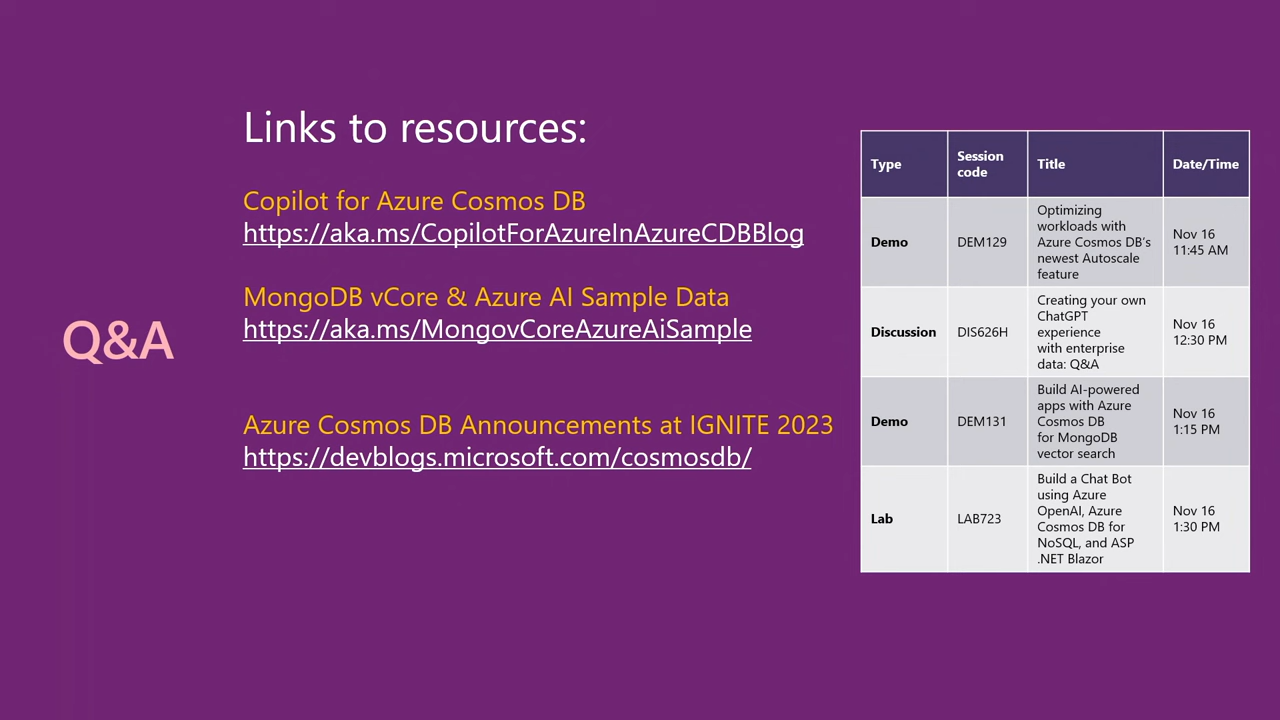 Q&A
Links to resources:
Copilot for Azure Cosmos DB
https://aka.ms/CopilotForAzureInAzureCDBBlog
MongoDB vCore & Azure AI Sample Data
https://aka.ms/MongovCoreAzureAiSample
Azure Cosmos DB Announcements at IGNITE 2023
https://devblogs.microsoft.com/cosmosdb/
Type
Session
code
Title
Date/Time
Demo
DEM129
Optimizing
workloads with
Azure Cosmos DB's
newest Autoscale
feature
Nov 16
11:45 AM
Discussion
DIS626H
Creating your own
ChatGPT
experience
with enterprise
data: Q&A
Nov 16
12:30 PM
Demo
DEM131
Build AI-powered
apps with Azure
Cosmos DB
for MongoDB
vector search
Nov 16
1:15 PM
Lab
LAB723
Build a Chat Bot
using Azure
OpenAI, Azure
Cosmos DB for
NoSQL, and ASP
.NET Blazor
Nov 16
1:30 PM